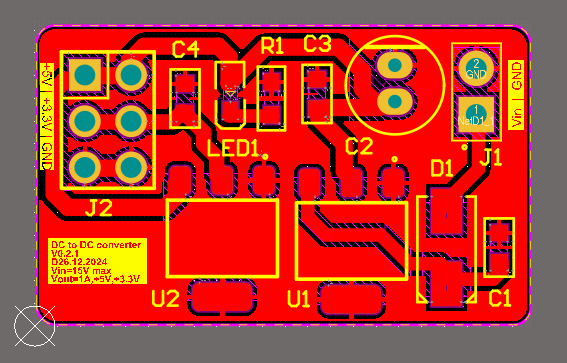 C4
R1
C3
2
GND
1
NetD1_1
Vin | GND
+5V | +3.3V | GND
LED1
C2
D1
J1
J2
DC to DC converter
V0.2.1
D26.12.2024
Vin=15V max
Vout=1A,+5V,+3.3V
U2
U1
C1